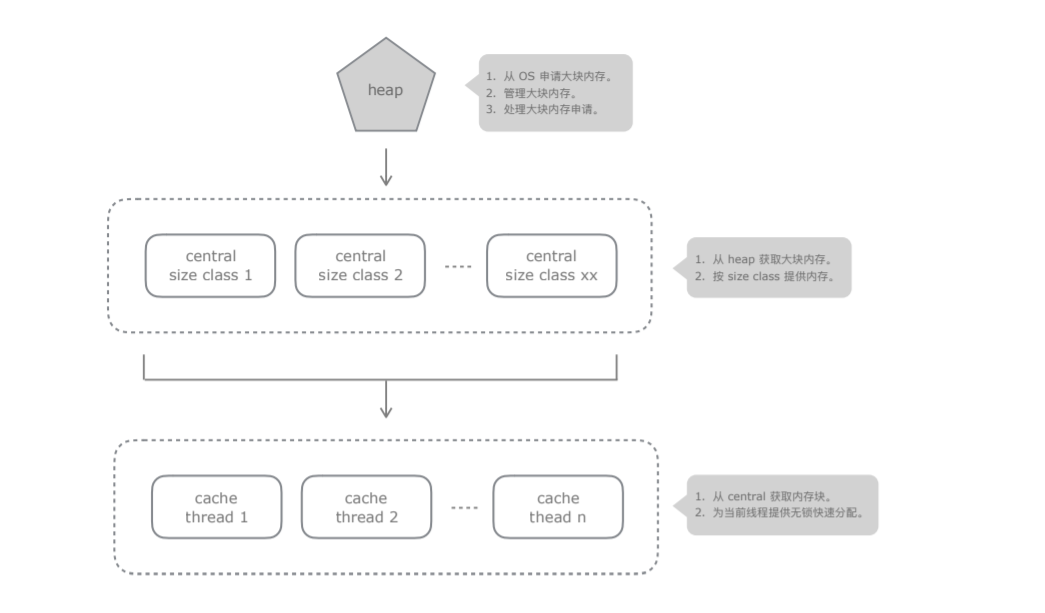 heap
1. 从 OS 申请大块内存。
2. 管理大块内存。
3. 处理大块内存申请。
central
size class 1
central
size class 2
central
size class xx
1. 从 heap 获取大块内存。
2. 按 size class 提供内存。
cache
thread 1
cache
thread 2
cache
thead n
1. 从 central 获取内存块。
2. 为当前线程提供无锁快速分配。